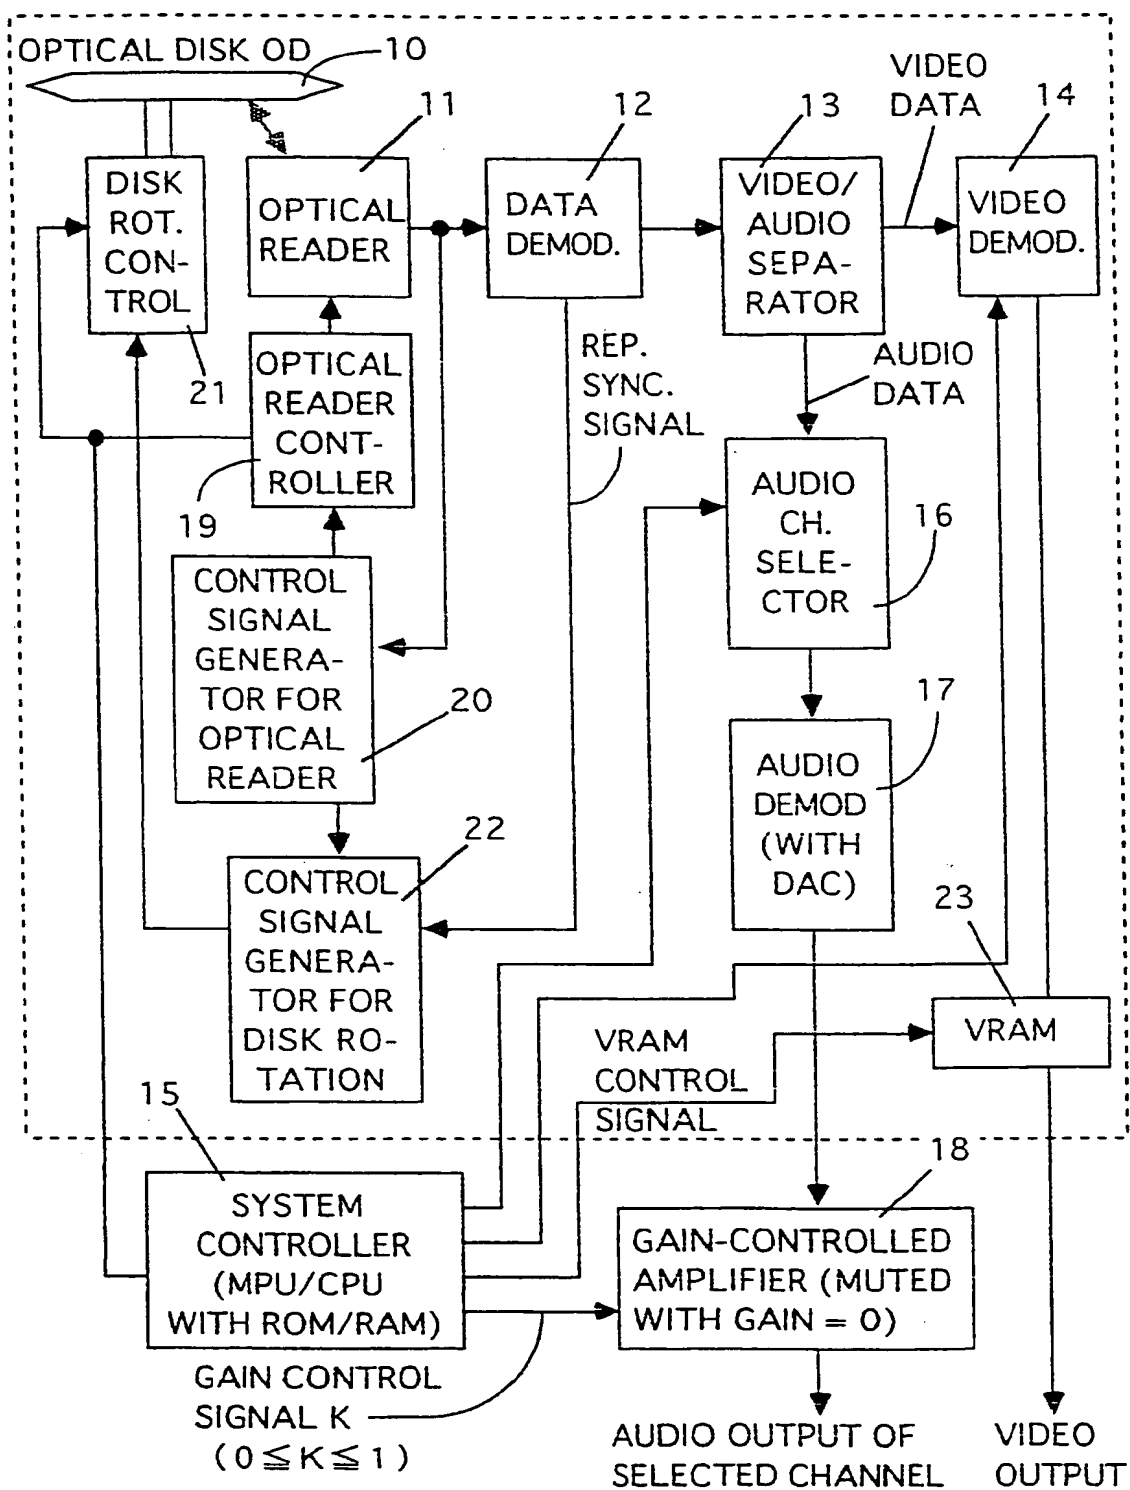 OPTICAL DISK OD
10
11
12
13
VIDEO
DATA
14
DISK
ROT.
CON-
TROL
21
OPTICAL
READER
DATA
DEMOD.
VIDEO/
AUDIO
SEPA-
RATOR
VIDEO
DEMOD.
OPTICAL
READER
CONT-
ROLLER
19
REP.
SYNC.
SIGNAL
AUDIO
DATA
AUDIO
CH.
SELE-
CTOR
16
CONTROL
SIGNAL
GENERA-
TOR FOR
OPTICAL
READER
20
17
AUDIO
DEMOD
(WITH
DAC)
22
CONTROL
SIGNAL
GENERA-
TOR FOR
DISK RO-
TATION
23
VRAM
VRAM
CONTROL
SIGNAL
15
SYSTEM
CONTROLLER
(MPU/CPU
WITH ROM/RAM)
18
GAIN-CONTROLLED
AMPLIFIER (MUTED
WITH GAIN = 0)
GAIN CONTROL
SIGNAL K
(0≦K≦1)
AUDIO OUTPUT OF
SELECTED CHANNEL
VIDEO
OUTPUT